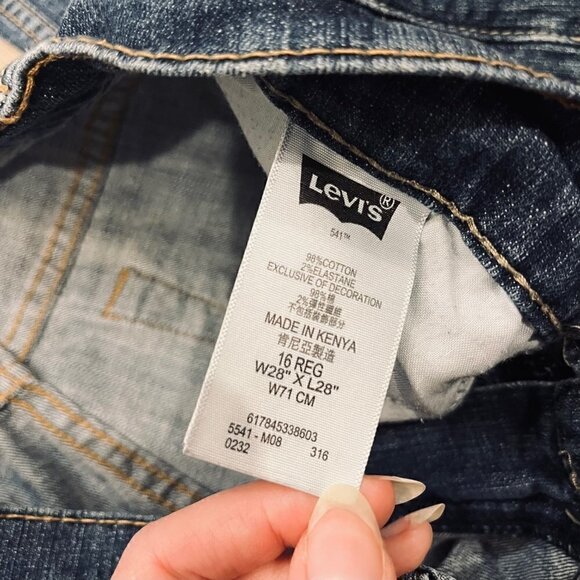 Levi's®
541™
98%COTTON
2%ELASTANE
EXCLUSIVE OF DECORATION
98%棉
2%彈性纖維
不包括裝飾部分
MADE IN KENYA
肯尼亞製造
16 REG
W28" X L28"
W71 CM
617845338603
5541 - M08 316
0232